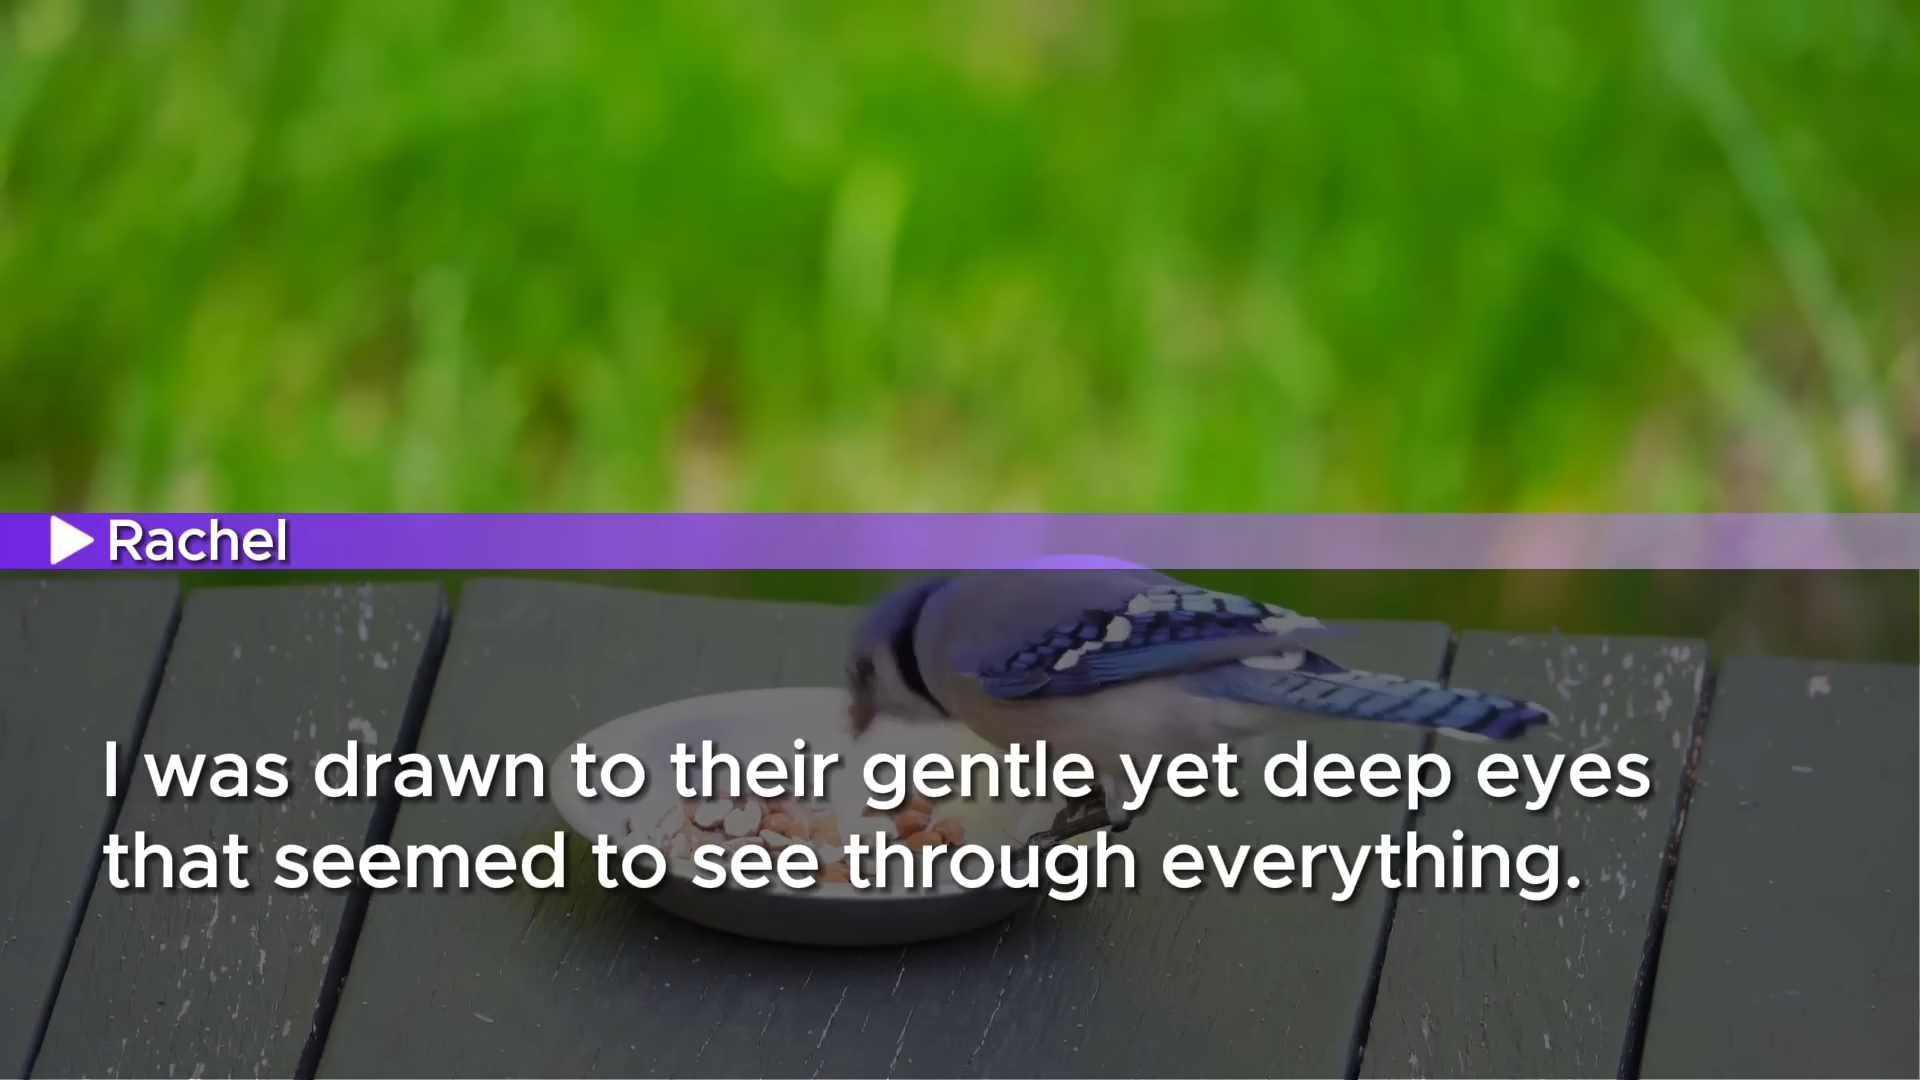 Rachel
I was drawn to their gentle yet deep eyes
that seemed to see through everything.